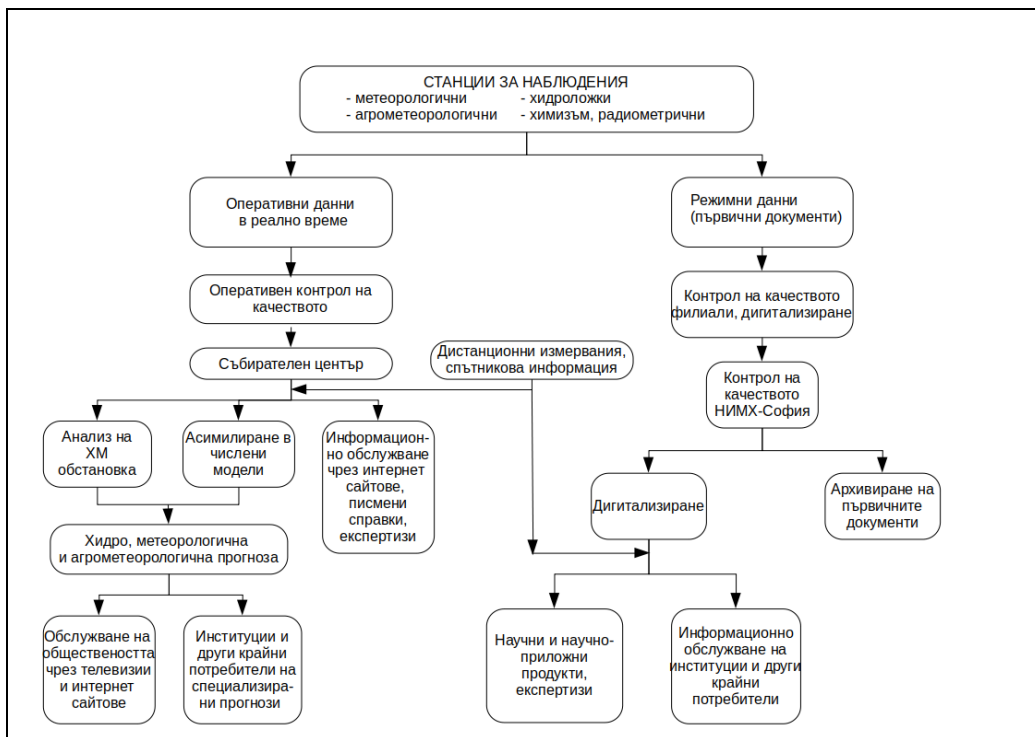 СТАНЦИИ ЗА НАБЛЮДЕНИЯ
- метеорологични - хидроложки
- агрометеорологични - химизъм, радиометрични
Оперативни данни
в реално време
Режимни данни
(първични документи)
Оперативен контрол на
качеството
Контрол на качеството
филиали, дигитализиране
Събирателен център
Дистанционни измервания,
спътникова информация
Контрол на
качеството
НИМХ-София
Анализ на
ХМ
обстановка
Асимилиране в
числени
модели
Информацион-
но обслужване
чрез интернет
сайтове,
писмени
справки,
експертизи
Дигитализиране
Архивиране на
първичните
документи
Хидро, метеорологична
и агрометеорологична прогноза
Обслужване на
обществеността
чрез телевизии
и интернет
сайтове
Институции и
други крайни
потребители на
специализира-
ни прогнози
Научни и научно-
приложни
продукти,
експертизи
Информационно
обслужване на
институции и други
крайни
потребители